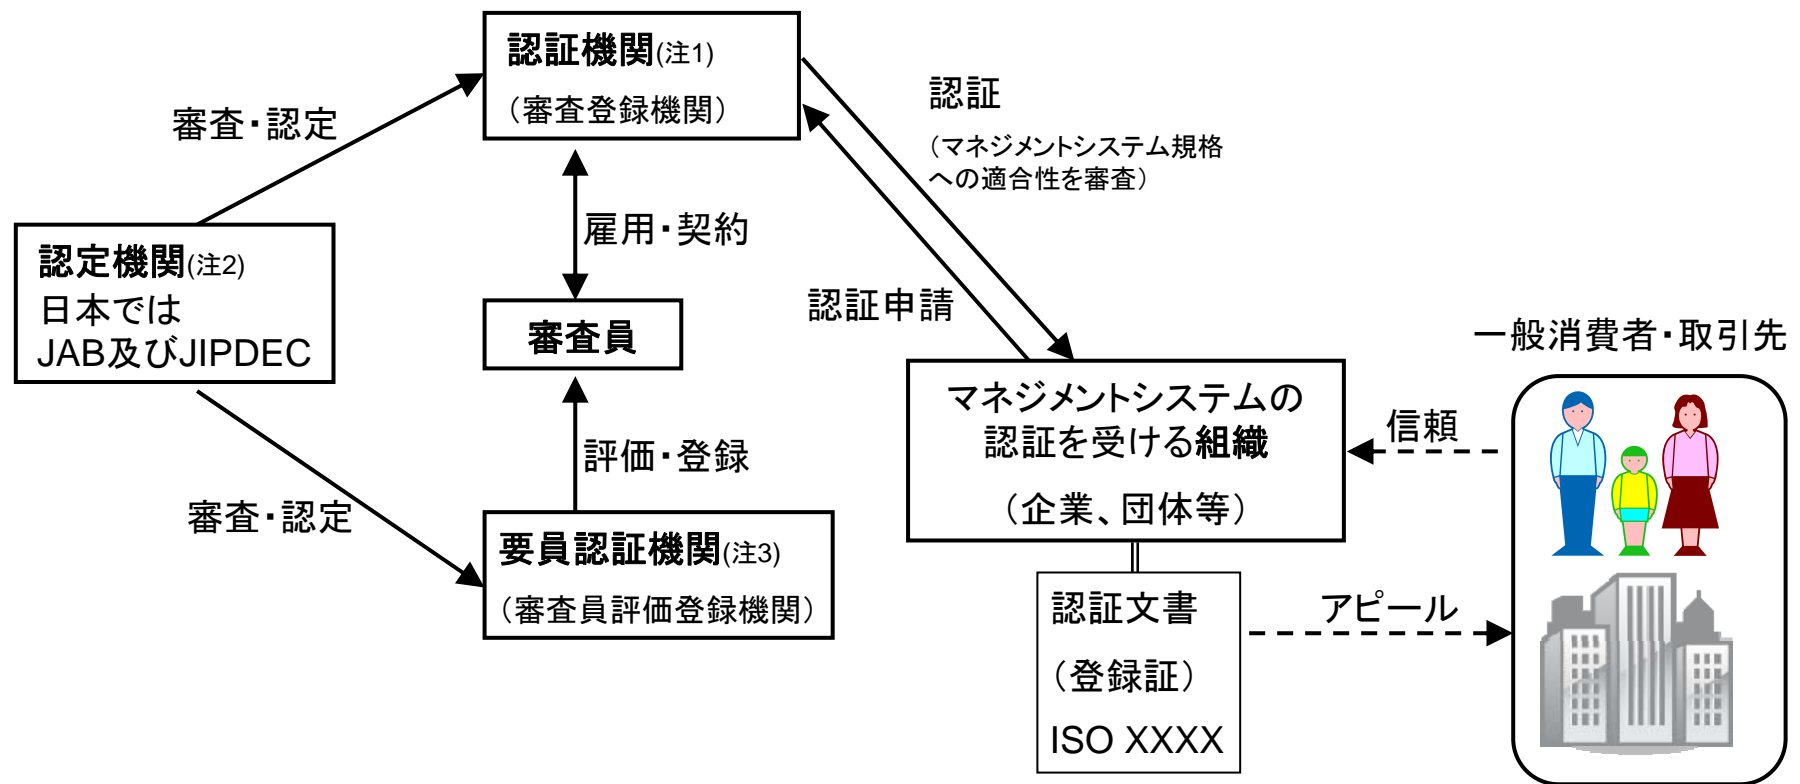 認証機関(注1)
（審査登録機関）
審査・認定
認証
（マネジメントシステム規格
への適合性を審査）
雇用・契約
認定機関(注2)
日本では
JAB及びJIPDEC
認証申請
審査員
一般消費者・取引先
マネジメントシステムの
認証を受ける組織
（企業、団体等）
信頼
評価・登録
審査・認定
要員認証機関(注3)
（審査員評価登録機関）
認証文書
（登録証）
ISO XXXX
アピール